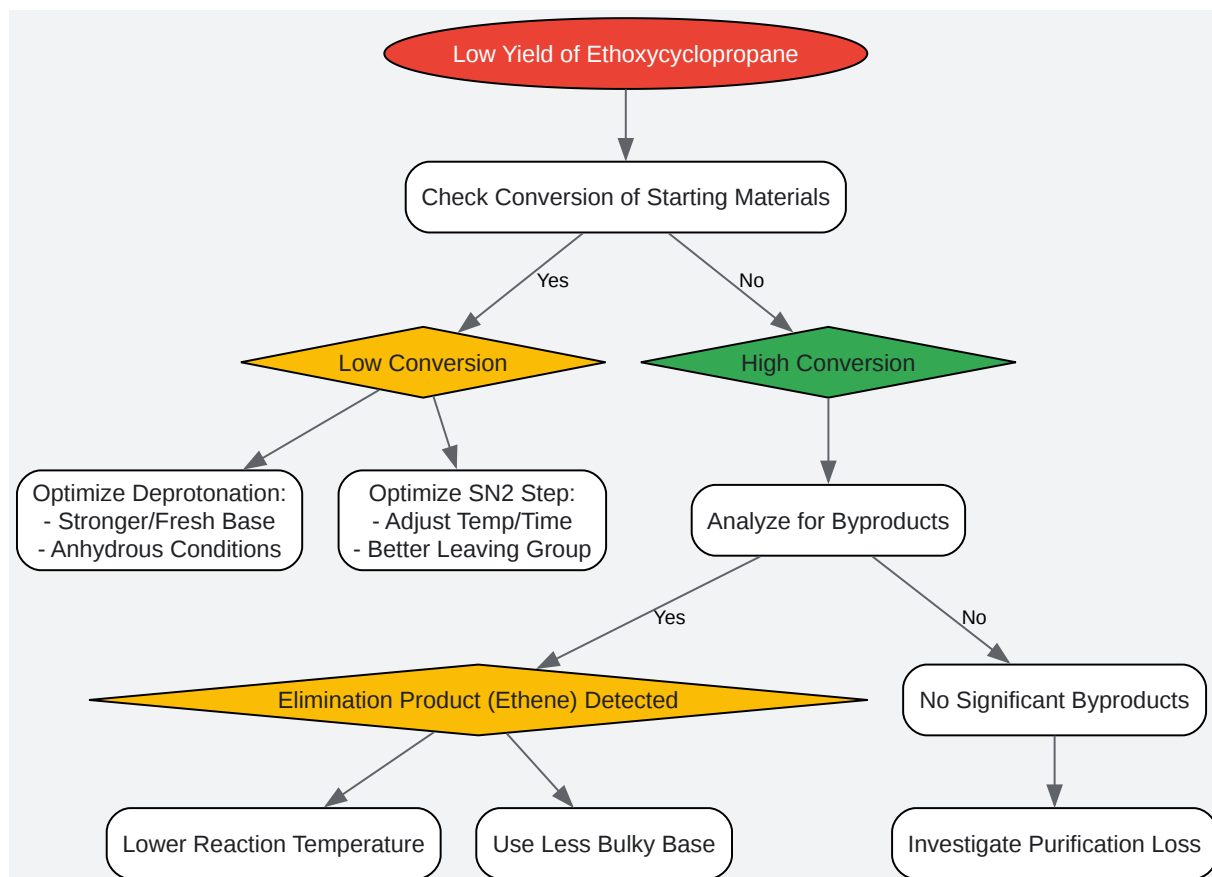 Low Yield of Ethoxycyclopropane
Check Conversion of Starting Materials
Yes
No
Low Conversion
High Conversion
Optimize Deprotonation:
- Stronger/Fresh Base
- Anhydrous Conditions
Optimize SN2 Step:
- Adjust Temp/Time
- Better Leaving Group
Analyze for Byproducts
Yes
No
Elimination Product (Ethene) Detected
No Significant Byproducts
Lower Reaction Temperature
Use Less Bulky Base
Investigate Purification Loss